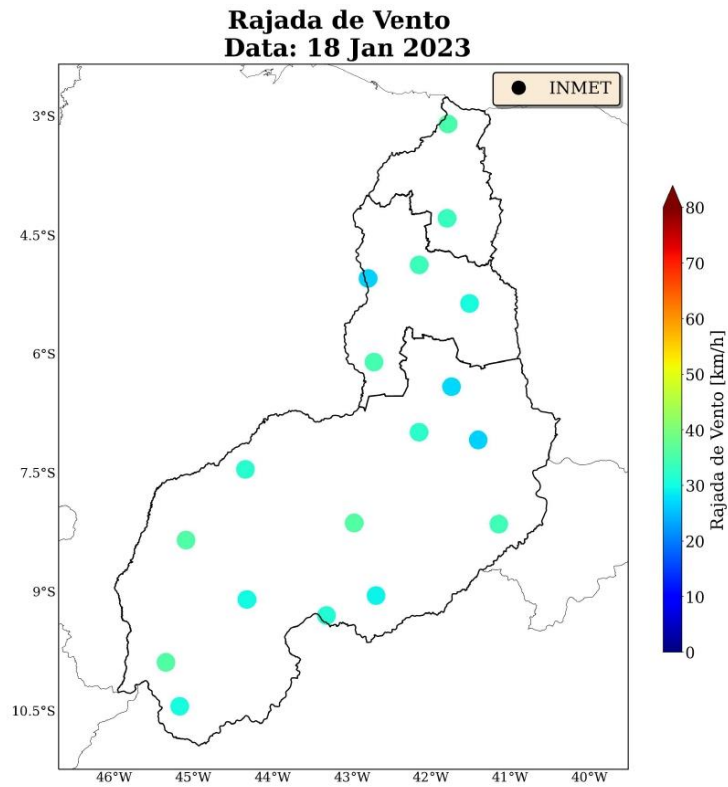 Rajada de Vento
Data: 18 Jan 2023
INMET
3°S
4.5°S
6°S
7.5°S
9°S
10.5°S
46°W
45°W
44°W
43°W
42°W
41°W
40°W
80
70
60
50
40
30
20
10
0
Rajada de Vento [km/h]